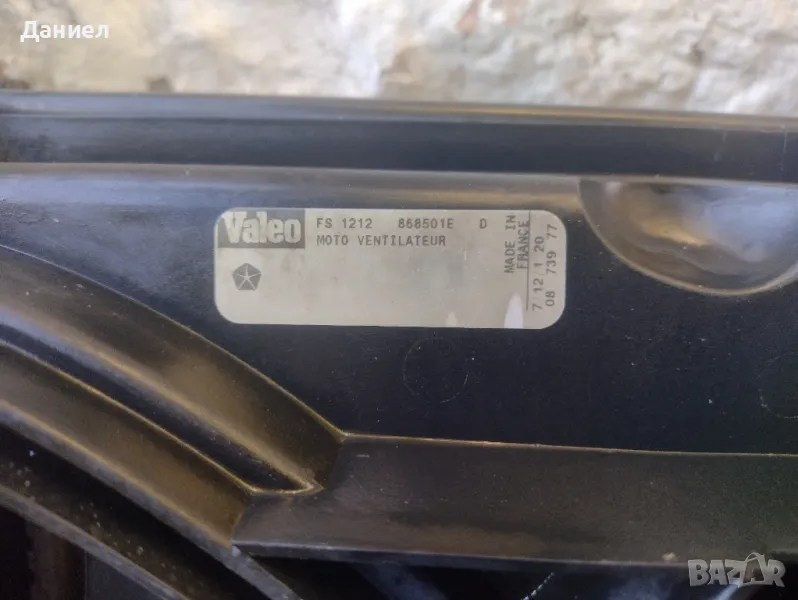 Даниел
Valeo FS 1212 868501E D
MOTO VENTILATEUR
MADE IN
FRANCE
7/12/1 20
08 739 77
BAZAR